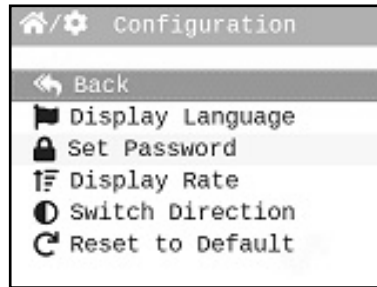 / Configuration
Back
Display Language
Set Password
Display Rate
Switch Direction
Reset to Default